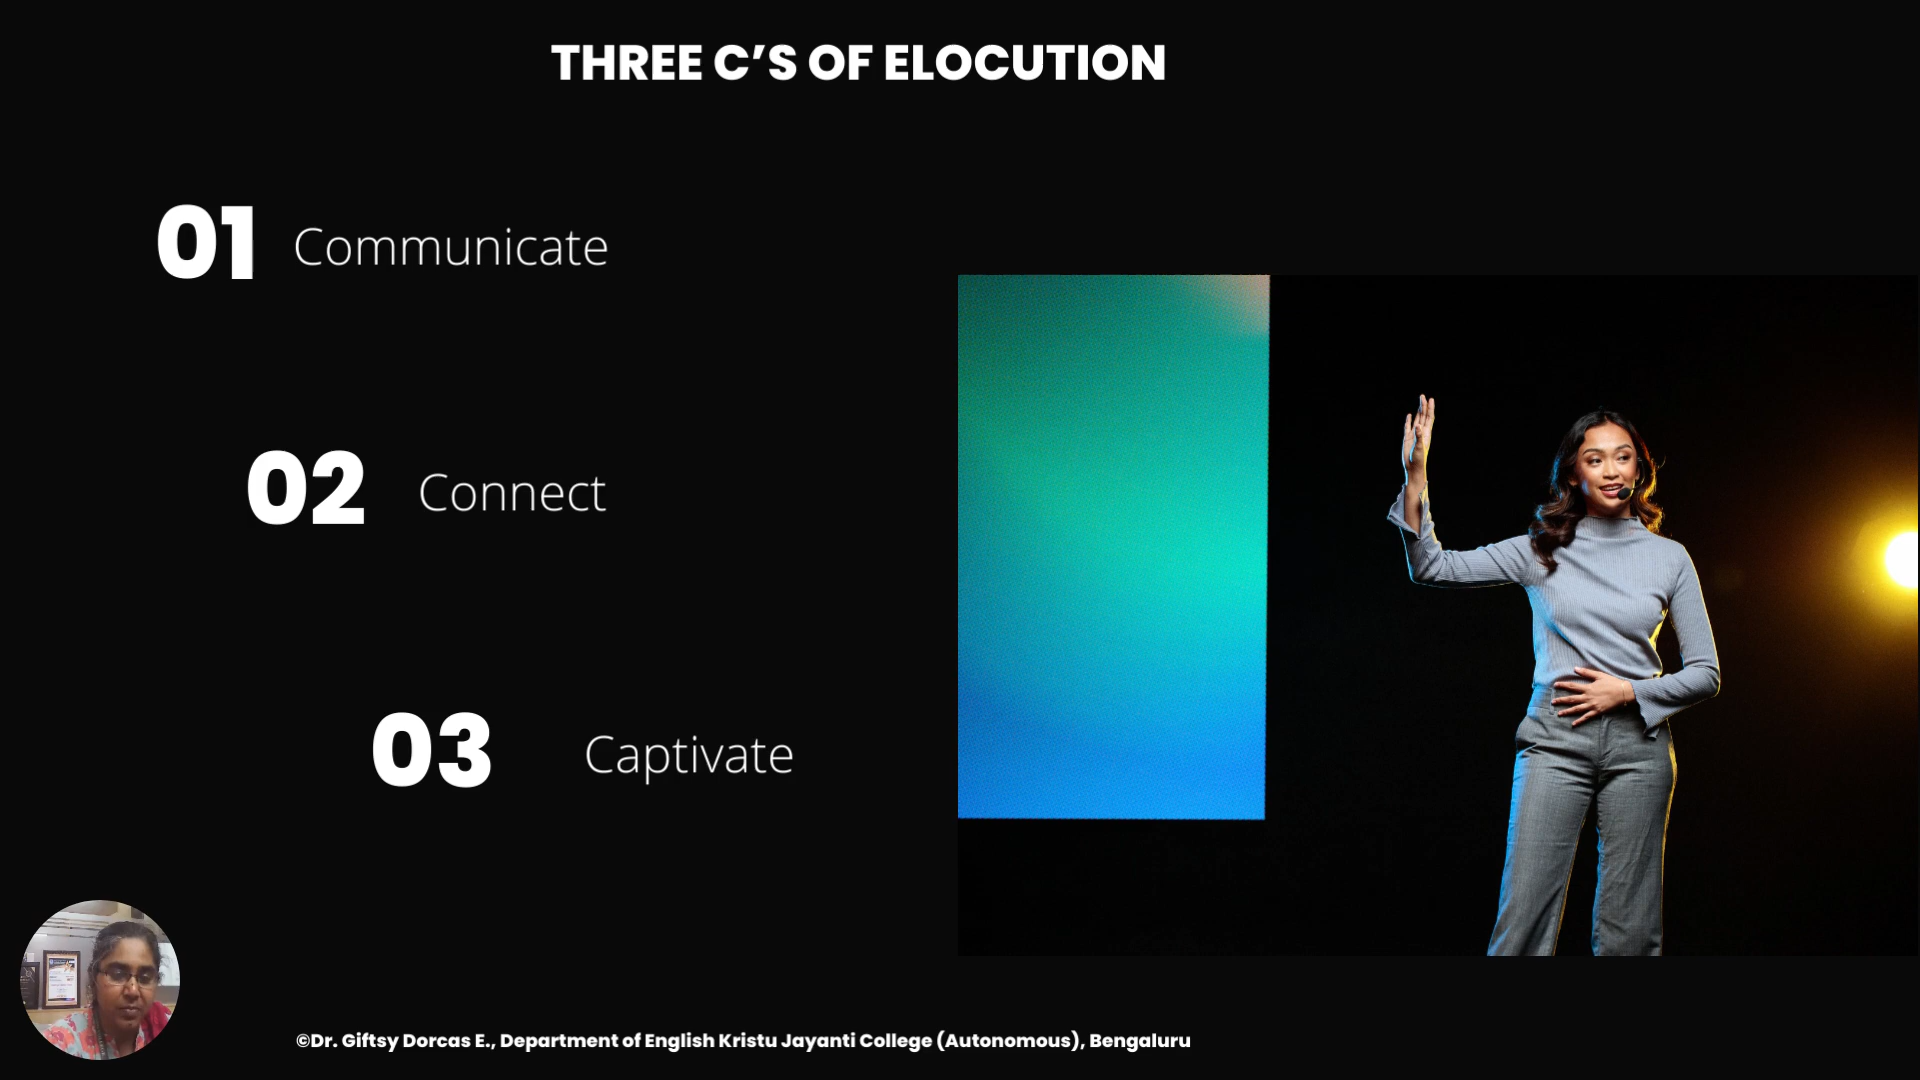 THREE C’S OF ELOCUTION
01 Communicate
02 Connect
03 Captivate
©Dr. Giftsy Dorcas E., Department of English Kristu Jayanti College (Autonomous), Bengaluru